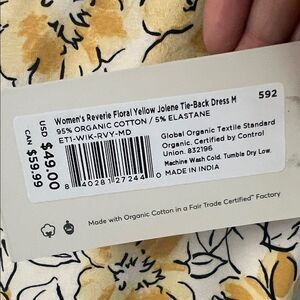 Women's Reverie Floral Yellow Jolene Tie-Back Dress M
592
95% ORGANIC COTTON / 5% ELASTANE
ET1-WIK-RVY-MD
USD $49.00
CAN $59.99
8 40281 27244 0
Global Organic Textile Standard
Organic. Certified by Control
Union. 832196
Machine Wash Cold. Tumble Dry Low.
MADE IN INDIA
Made with Organic Cotton in a Fair Trade Certified™ Factory